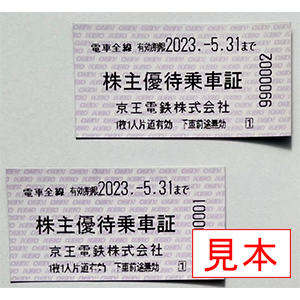 電車全線 有効期限2023.-5.31まで
株主優待乗車証
京王電鉄株式会社
1枚1人片道有効 下車前途無効 1
9900002
電車全線 有効期限2023.-5.31まで
株主優待乗車証
京王電鉄株式会社
1枚1人片道有効 下車前途無効 1
0001
見本